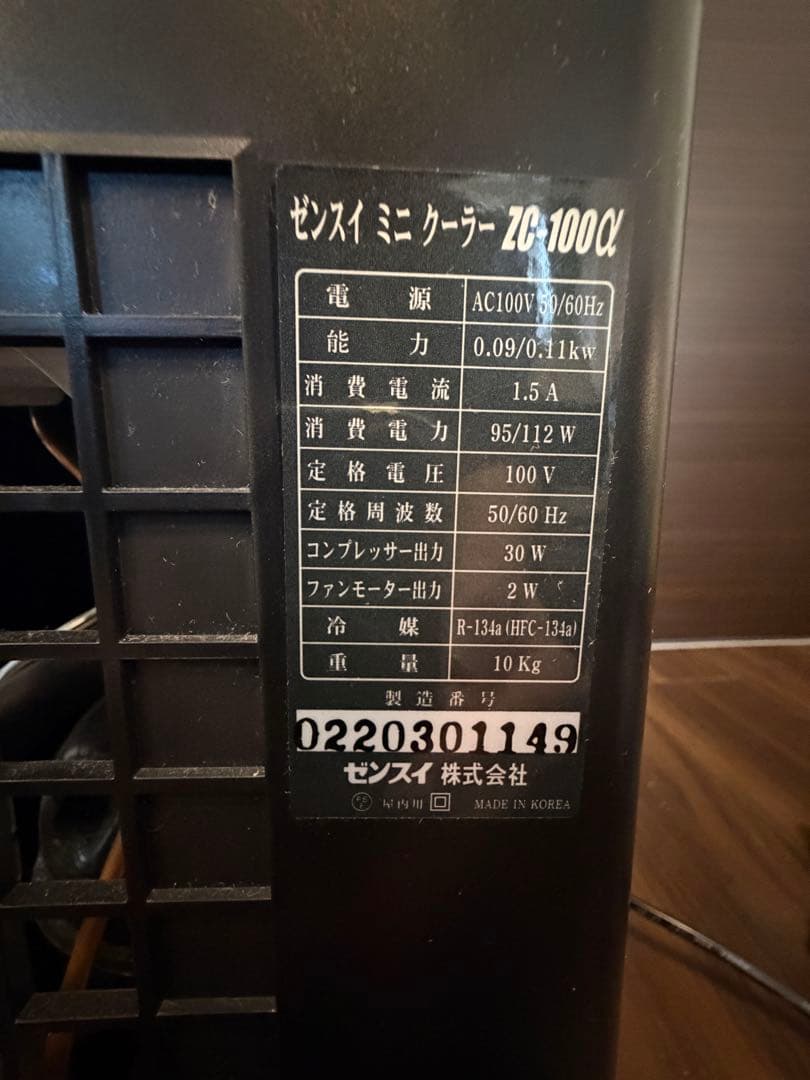 ゼンスイ ミニ クーラー ZC-100α
電源 AC100V 50/60Hz
能力 0.09/0.11kw
消費電流 1.5 A
消費電力 95/112 W
定格電圧 100 V
定格周波数 50/60 Hz
コンプレッサー出力 30 W
ファンモーター出力 2 W
冷媒 R-134a (HFC-134a)
重量 10 Kg
製造番号
0220301149
ゼンスイ 株式会社
屋内用 MADE IN KOREA